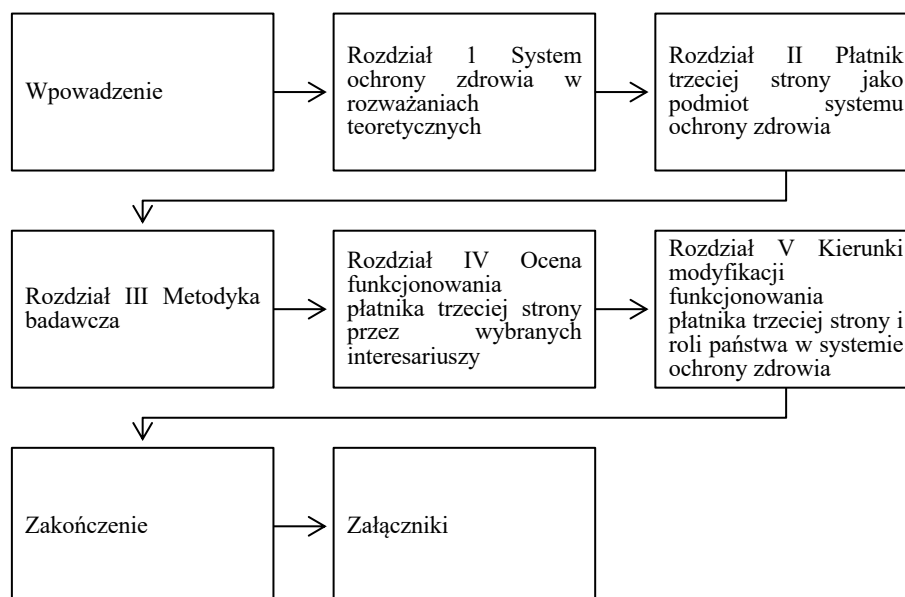 Wpowadzenie
Rozdział 1 System
ochrony zdrowia w
rozważaniach
teoretycznych
Rozdział II Płatnik
trzeciej strony jako
podmiot systemu
ochrony zdrowia
Rozdział III Metodyka
badawcza
Rozdział IV Ocena
funkcjonowania
płatnika trzeciej strony
przez wybranych
interesariuszy
Rozdział V Kierunki
modyfikacji
funkcjonowania
płatnika trzeciej strony i
roli państwa w systemie
ochrony zdrowia
Zakończenie
Załączniki